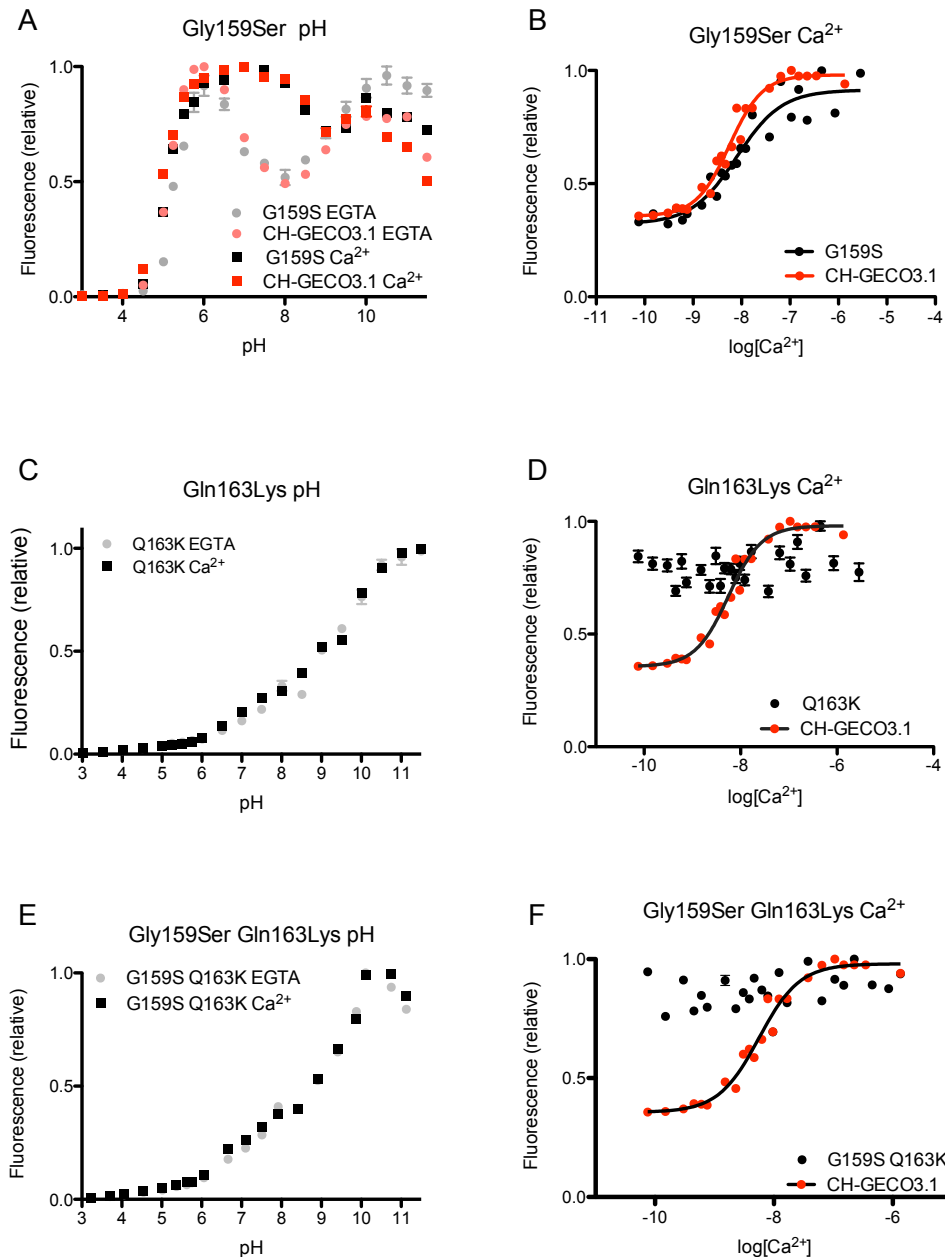 A
Gly159Ser pH
Fluorescence (relative)
1.0
0.5
0.0
4
6
8
10
pH
G159S EGTA
CH-GECO3.1 EGTA
G159S Ca²⁺
CH-GECO3.1 Ca²⁺
B
Gly159Ser Ca²⁺
Fluorescence (relative)
1.0
0.5
0.0
-11
-10
-9
-8
-7
-6
-5
-4
log[Ca²⁺]
G159S
CH-GECO3.1
C
Gln163Lys pH
Fluorescence (relative)
1.0
0.5
0.0
3
4
5
6
7
8
9
10
11
pH
Q163K EGTA
Q163K Ca²⁺
D
Gln163Lys Ca²⁺
Fluorescence (relative)
1.0
0.5
0.0
-10
-8
-6
-4
log[Ca²⁺]
Q163K
CH-GECO3.1
E
Gly159Ser Gln163Lys pH
Fluorescence (relative)
1.0
0.5
0.0
3
4
5
6
7
8
9
10
11
pH
G159S Q163K EGTA
G159S Q163K Ca²⁺
F
Gly159Ser Gln163Lys Ca²⁺
Fluorescence (relative)
1.0
0.5
0.0
-10
-8
-6
log[Ca²⁺]
G159S Q163K
CH-GECO3.1